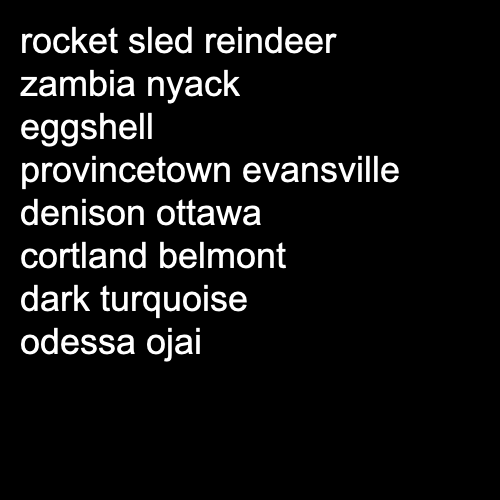 rocket sled reindeer
zambia nyack
eggshell
provincetown evansville
denison ottawa
cortland belmont
dark turquoise
odessa ojai